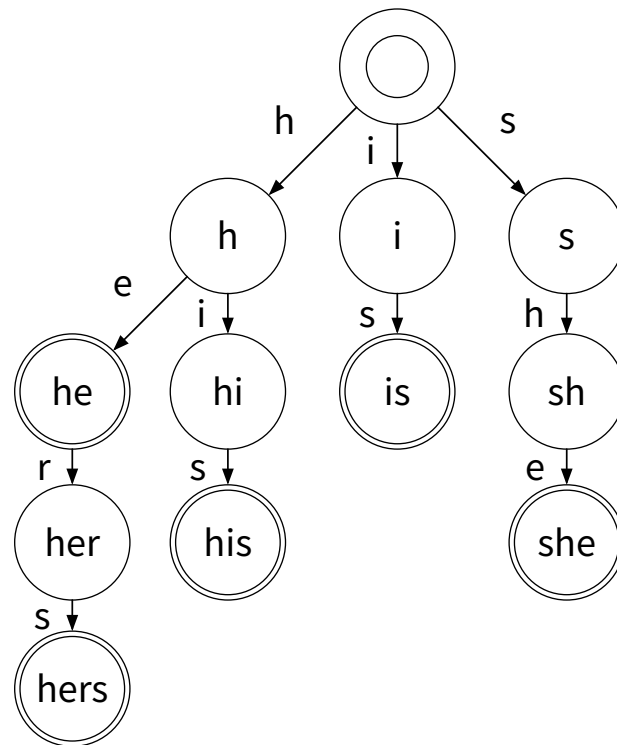 h i s
h i s
e i s h
he hi is sh
r s e
her his she
s
hers